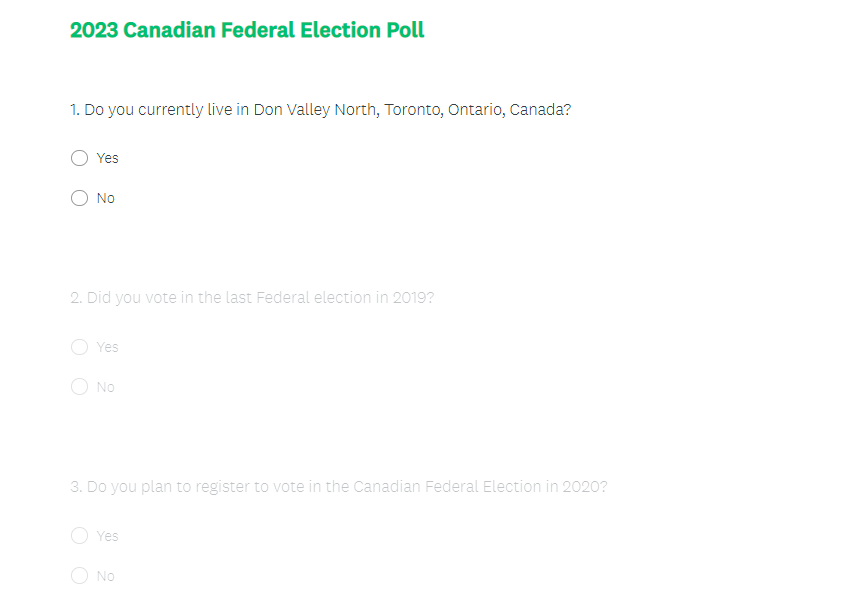 2023 Canadian Federal Election Poll
1. Do you currently live in Don Valley North, Toronto, Ontario, Canada?
Yes
No
2. Did you vote in the last Federal election in 2019?
Yes
No
3. Do you plan to register to vote in the Canadian Federal Election in 2020?
Yes
No